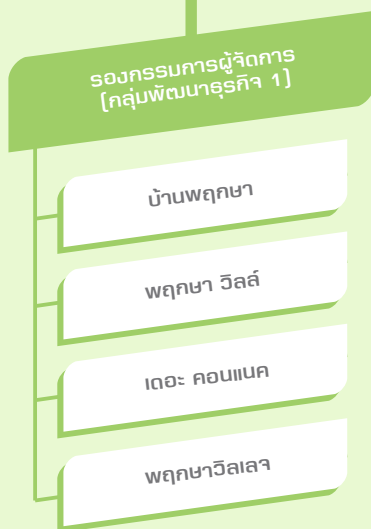 รองกรรมการผู้จัดการ
(กลุ่มพัฒนาธุรกิจ 1)
บ้านพฤกษา
พฤกษา วิลล์
เดอะ คอนเนค
พฤกษาวิลเลจ